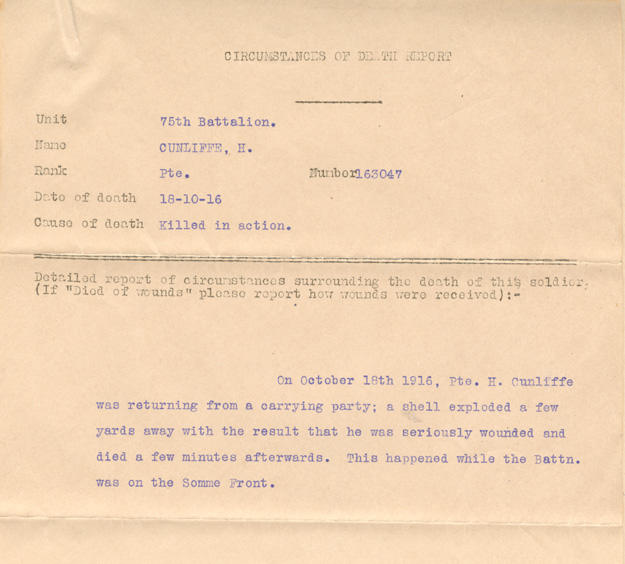 CIRCUMSTANCES OF DEATH REPORT
Unit 75th Battalion.
Name CUNLIFFE, H.
Rank Pte. Number 163047
Date of death 18-10-16
Cause of death Killed in action.
Detailed report of circumstances surrounding the death of this soldier.
(If "Died of wounds" please report how wounds were received):-
On October 18th 1916, Pte. H. Cunliffe
was returning from a carrying party; a shell exploded a few
yards away with the result that he was seriously wounded and
died a few minutes afterwards. This happened while the Battn.
was on the Somme Front.